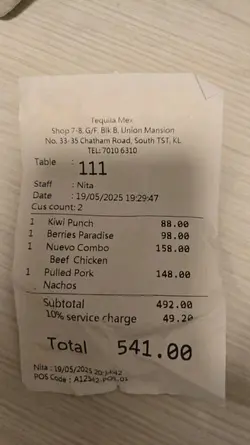 Tequila Mex
Shop 7-8, G/F, Blk B, Union Mansion
No. 33-35 Chatham Road, South TST, KL
TEL: 7010 6310
Table : 111
Staff : Nita
Date : 19/05/2025 19:29:47
Cus count: 2
1 Kiwi Punch 88.00
1 Berries Paradise 98.00
1 Nuevo Combo 158.00
Beef Chicken
1 Pulled Pork 148.00
Nachos
Subtotal 492.00
10% service charge 49.20
Total 541.00
Nita : 19/05/2025
POS Code :